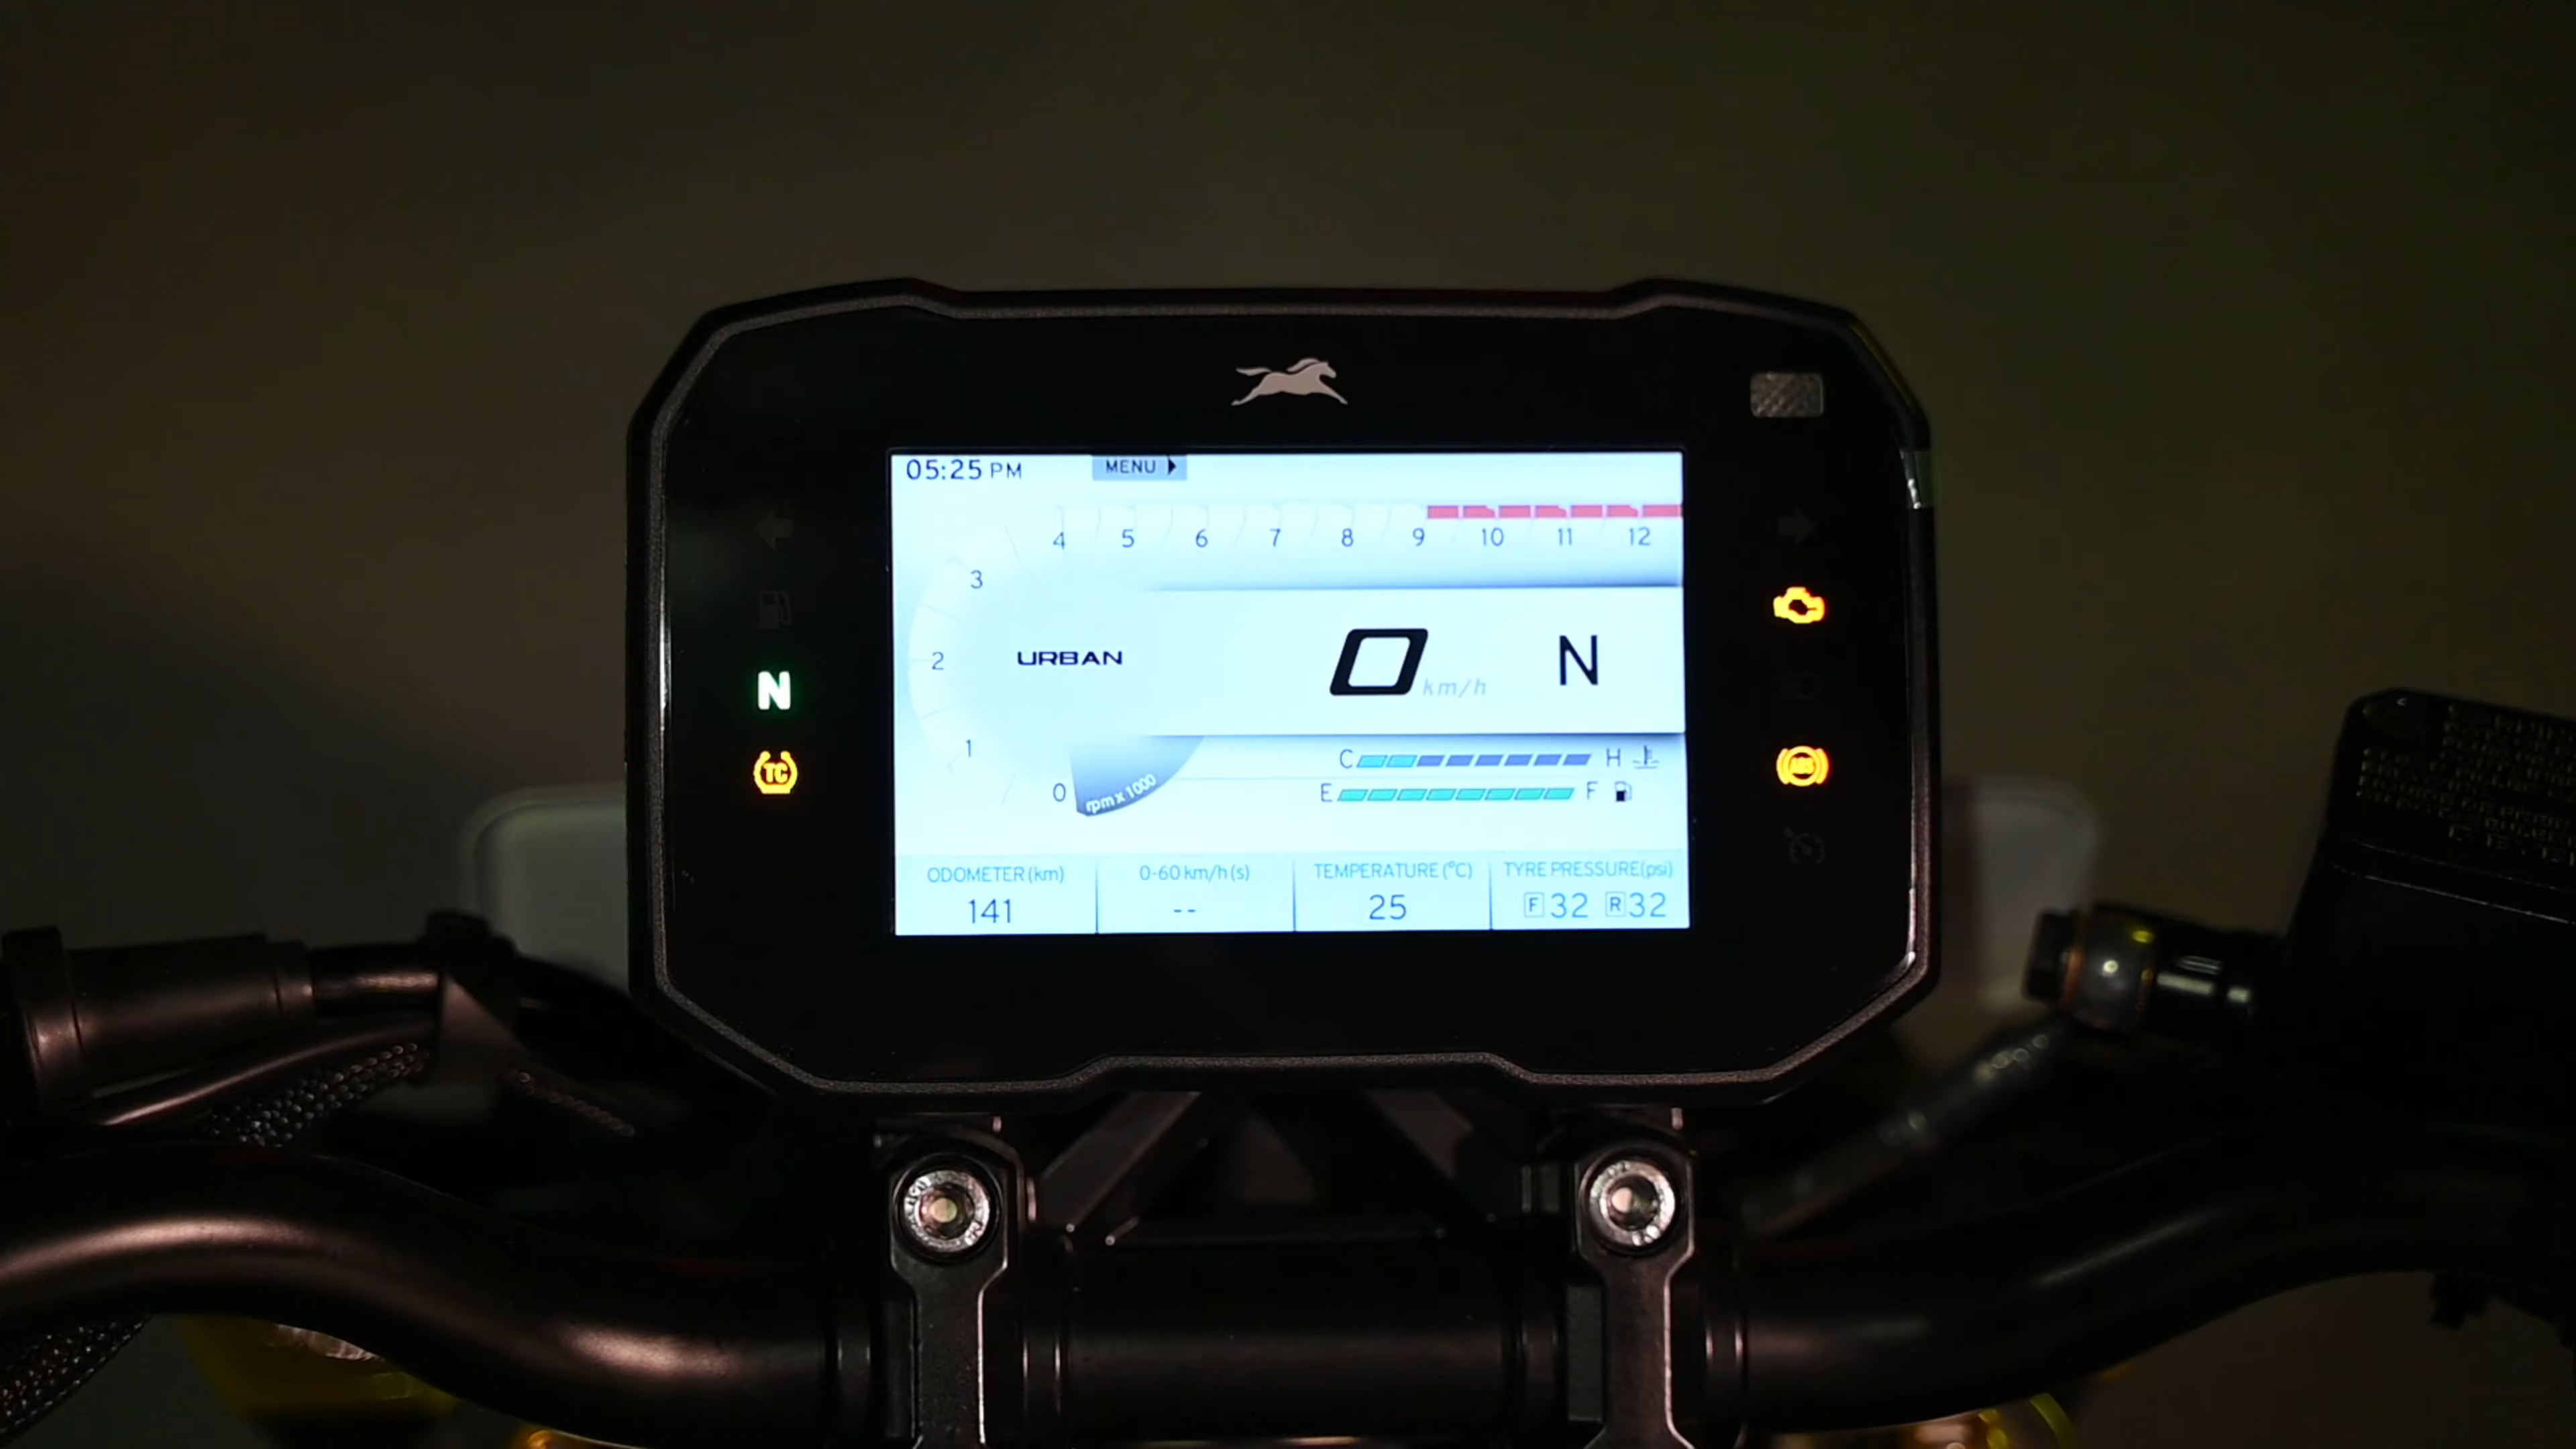 05:25 PM MENU
4 5 6 7 8 9 10 11 12
3
2
1
0
rpm x 1000
URBAN
0 km/h N
C H
E F
ODOMETER (km)
141
0-60 km/h (s)
--
TEMPERATURE (°C)
25
TYRE PRESSURE(psi)
F 32 R 32
N
TC
ABS